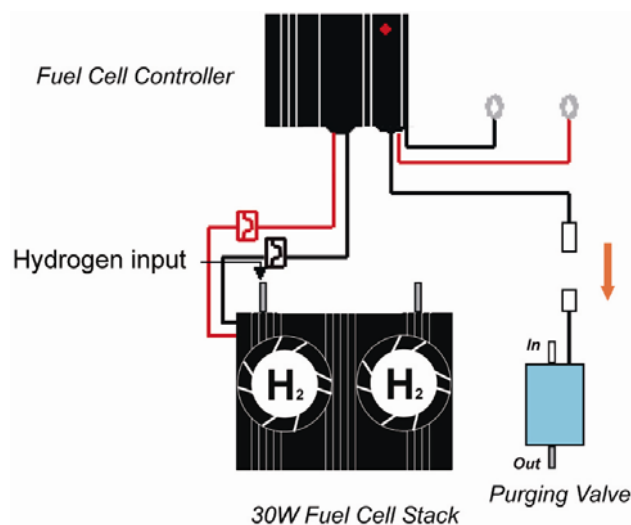 Fuel Cell Controller
Hydrogen input
H2
H2
In
Out
Purging Valve
30W Fuel Cell Stack